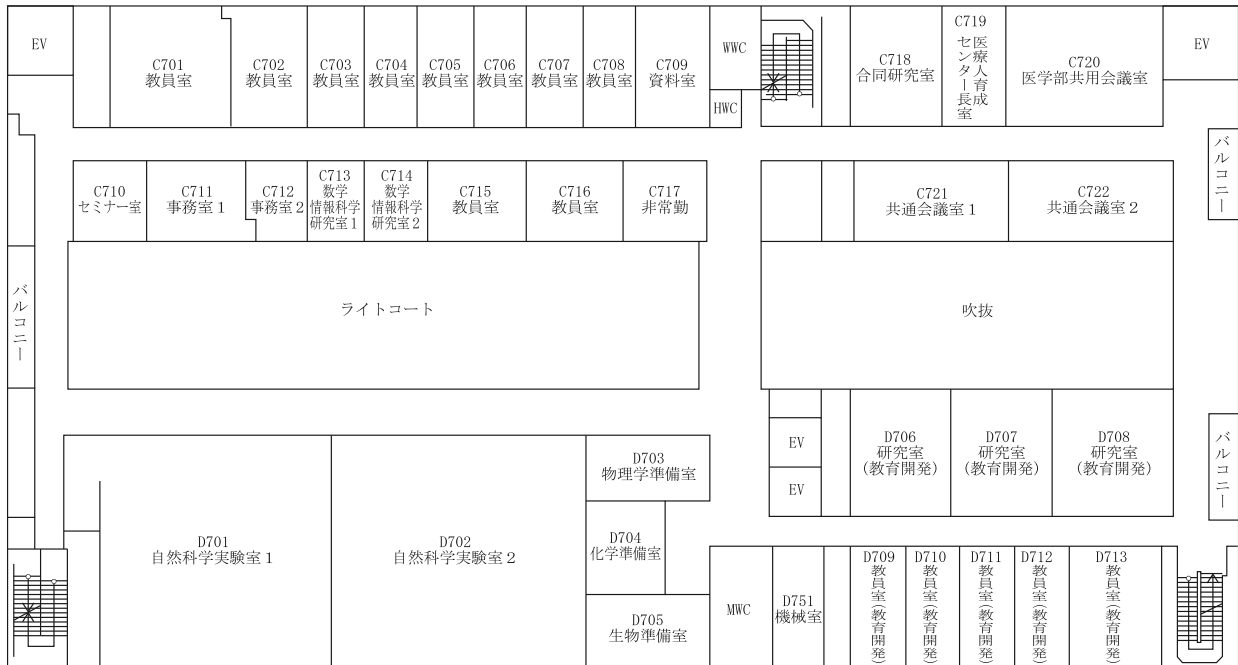 EV
C701
教員室
C702
教員室
C703
教員室
C704
教員室
C705
教員室
C706
教員室
C707
教員室
C708
教員室
C709
資料室
WWC
HWC
C718
合同研究室
C719
医療人育成
センター長室
C720
医学部共用会議室
EV
バルコニー
C710
セミナー室
C711
事務室1
C712
事務室2
C713
数学
情報科学
研究室1
C714
数学
情報科学
研究室2
C715
教員室
C716
教員室
C717
非常勤
C721
共通会議室1
C722
共通会議室2
バルコニー
ライトコート
吹抜
D701
自然科学実験室1
D702
自然科学実験室2
D703
物理学準備室
D704
化学準備室
D705
生物準備室
EV
EV
D706
研究室
(教育開発)
D707
研究室
(教育開発)
D708
研究室
(教育開発)
バルコニー
MWC
D751
機械室
D709
教員室(教育開発)
D710
教員室(教育開発)
D711
教員室(教育開発)
D712
教員室(教育開発)
D713
教員室(教育開発)